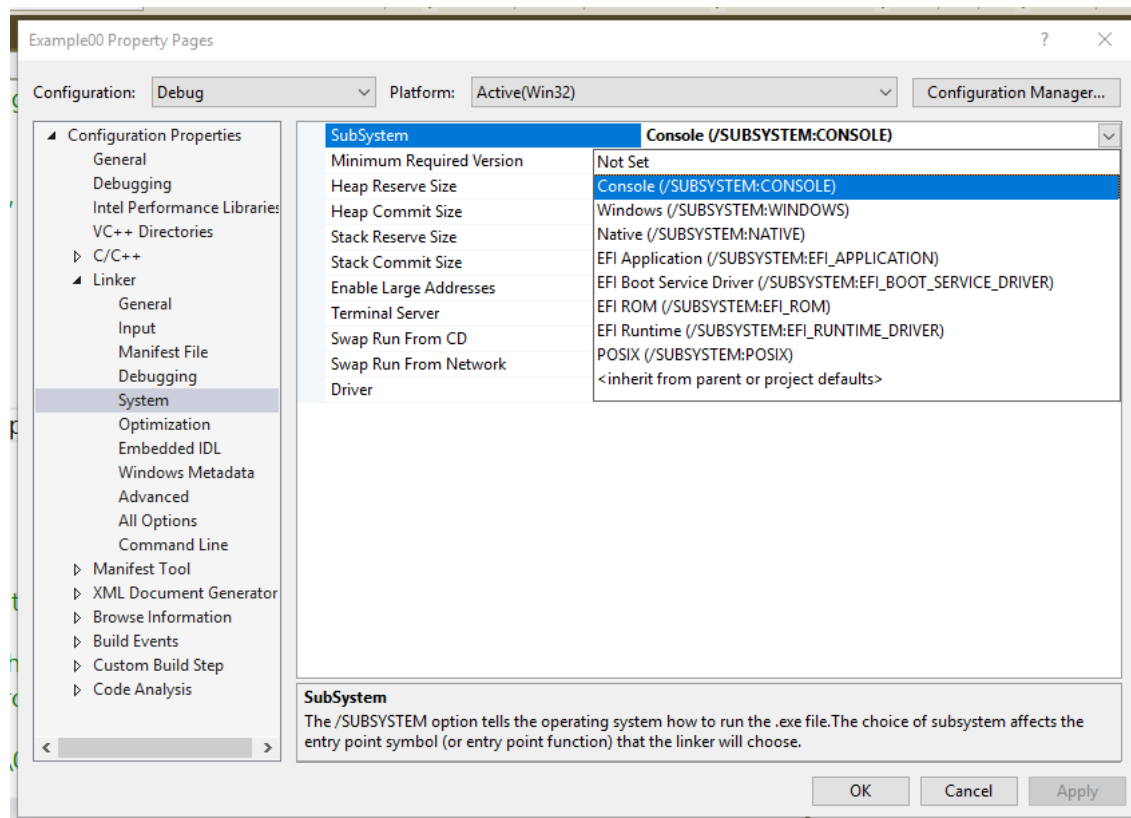 Example00 Property Pages
?
Configuration: Debug Platform: Active(Win32) Configuration Manager...
Configuration Properties
General
Debugging
Intel Performance Libraries
VC++ Directories
C/C++
Linker
General
Input
Manifest File
Debugging
System
Optimization
Embedded IDL
Windows Metadata
Advanced
All Options
Command Line
Manifest Tool
XML Document Generator
Browse Information
Build Events
Custom Build Step
Code Analysis
SubSystem Console (/SUBSYSTEM:CONSOLE)
Minimum Required Version
Heap Reserve Size
Heap Commit Size
Stack Reserve Size
Stack Commit Size
Enable Large Addresses
Terminal Server
Swap Run From CD
Swap Run From Network
Driver
Not Set
Console (/SUBSYSTEM:CONSOLE)
Windows (/SUBSYSTEM:WINDOWS)
Native (/SUBSYSTEM:NATIVE)
EFI Application (/SUBSYSTEM:EFI_APPLICATION)
EFI Boot Service Driver (/SUBSYSTEM:EFI_BOOT_SERVICE_DRIVER)
EFI ROM (/SUBSYSTEM:EFI_ROM)
EFI Runtime (/SUBSYSTEM:EFI_RUNTIME_DRIVER)
POSIX (/SUBSYSTEM:POSIX)
<inherit from parent or project defaults>
SubSystem
The /SUBSYSTEM option tells the operating system how to run the .exe file.The choice of subsystem affects the
entry point symbol (or entry point function) that the linker will choose.
OK Cancel Apply